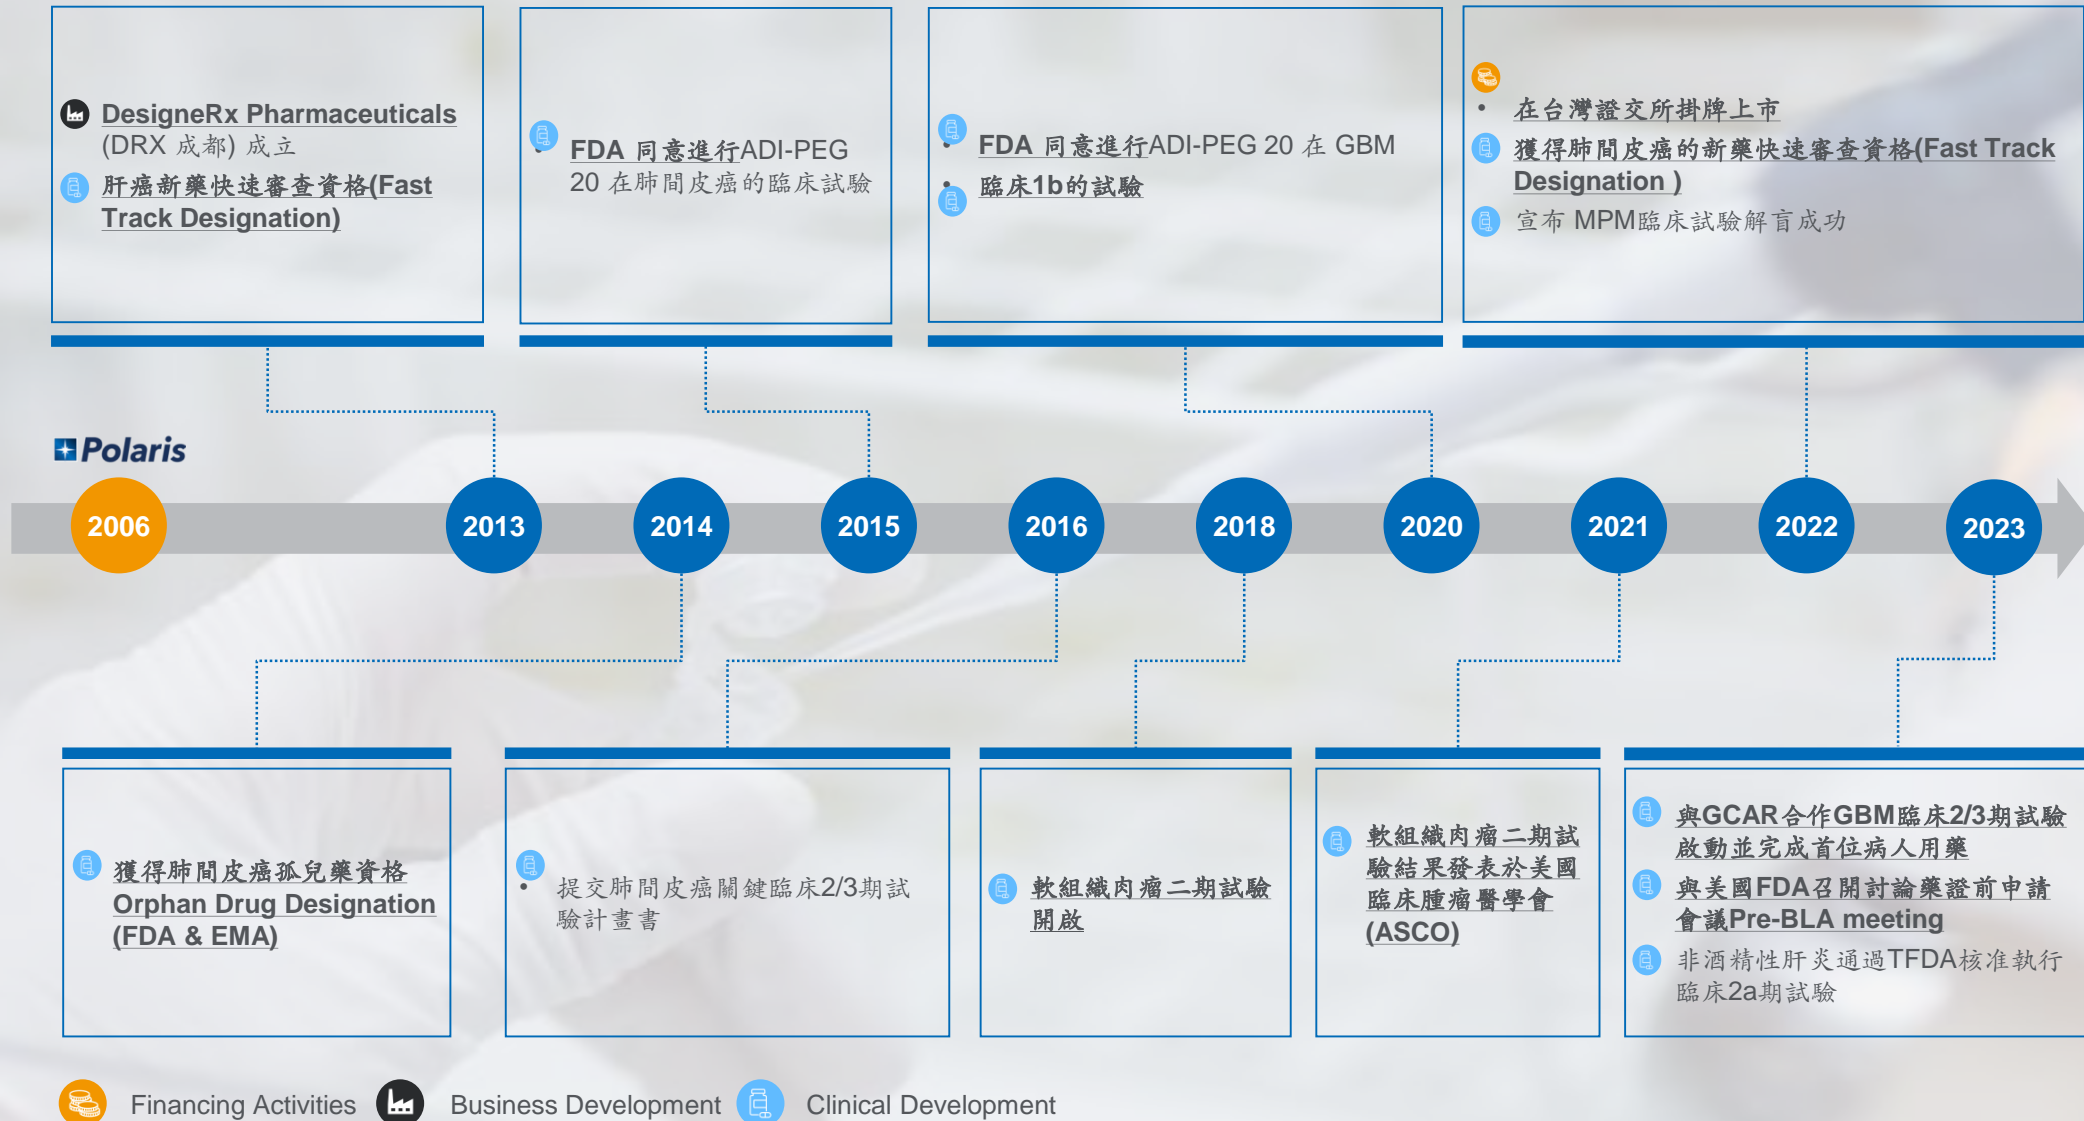 DesigneRx Pharmaceuticals
(DRX 成都) 成立
肝癌新藥快速審查資格(Fast
Track Designation)
• FDA 同意進行ADI-PEG
20 在肺間皮癌的臨床試驗
• FDA 同意進行ADI-PEG 20 在 GBM
• 臨床1b的試驗
• 在台灣證交所掛牌上市
獲得肺間皮癌的新藥快速審查資格(Fast Track
Designation )
宣布 MPM臨床試驗解盲成功
Polaris
2006
2013
2014
2015
2016
2018
2020
2021
2022
2023
獲得肺間皮癌孤兒藥資格
Orphan Drug Designation
(FDA & EMA)
• 提交肺間皮癌關鍵臨床2/3期試
驗計畫書
軟組織肉瘤二期試驗
開啟
軟組織肉瘤二期試
驗結果發表於美國
臨床腫瘤醫學會
(ASCO)
與GCAR合作GBM臨床2/3期試驗
啟動並完成首位病人用藥
與美國FDA召開討論藥證前申請
會議Pre-BLA meeting
非酒精性肝炎通過TFDA核准執行
臨床2a期試驗
Financing Activities
Business Development
Clinical Development